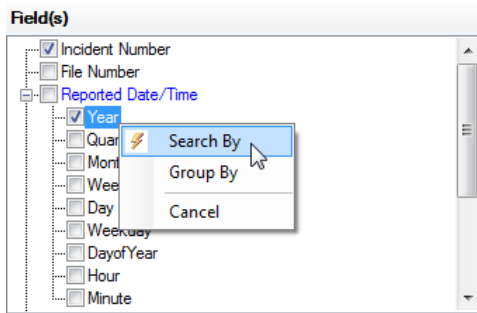 Field(s)
Incident Number
File Number
Reported Date/Time
Year
Quar
Search By
Mont
Group By
Wee
Day
Cancel
Weekday
DayofYear
Hour
Minute